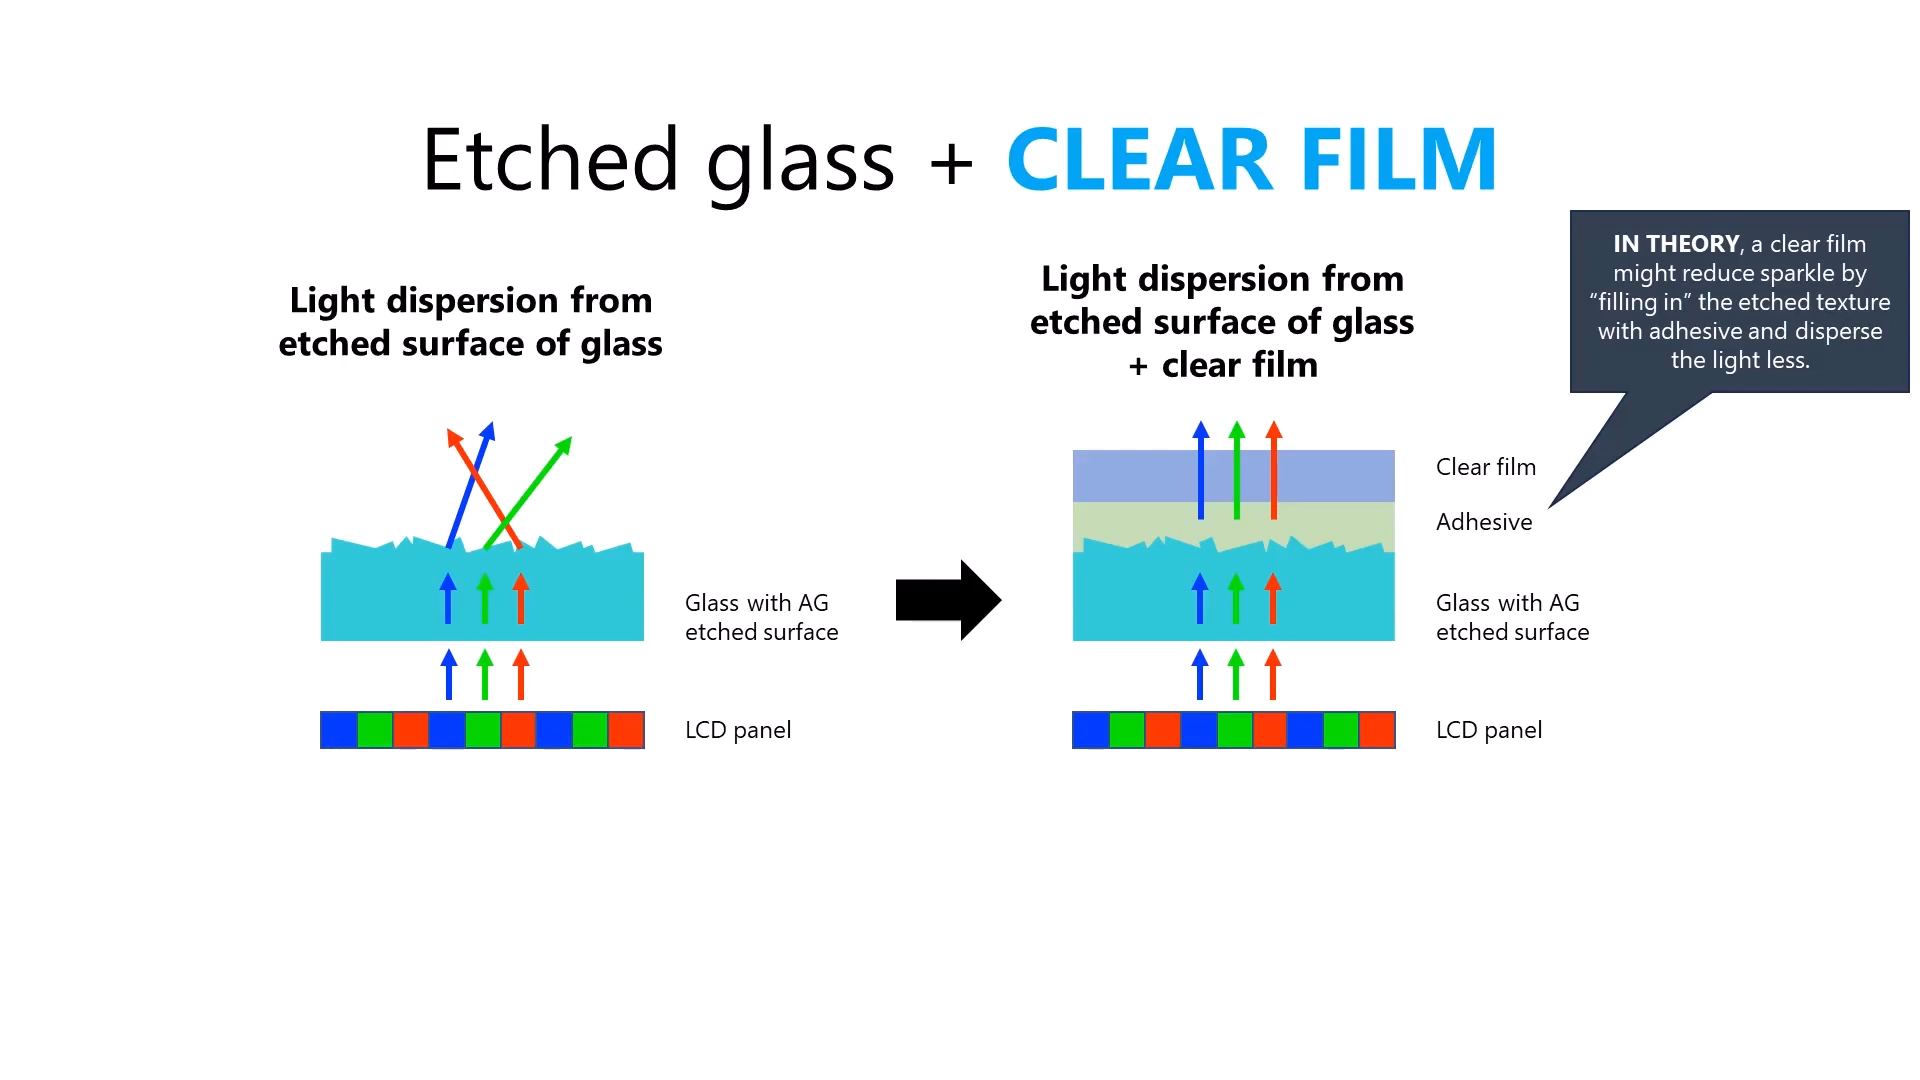 Etched glass + CLEAR FILM
Light dispersion from
etched surface of glass
Glass with AG
etched surface
LCD panel
Light dispersion from
etched surface of glass
+ clear film
IN THEORY, a clear film
might reduce sparkle by
“filling in” the etched texture
with adhesive and disperse
the light less.
Clear film
Adhesive
Glass with AG
etched surface
LCD panel